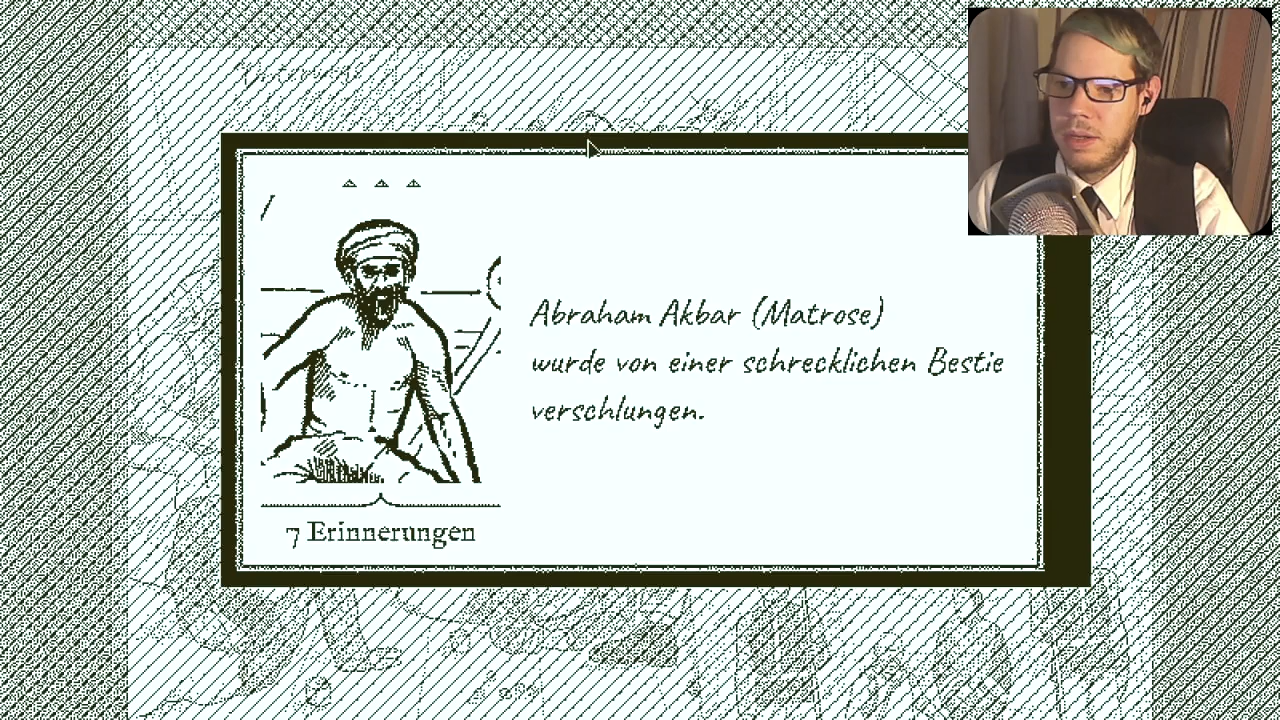 Abraham Akbar (Matrose)
wurde von einer schrecklichen Bestie
verschlungen.
7 Erinnerungen